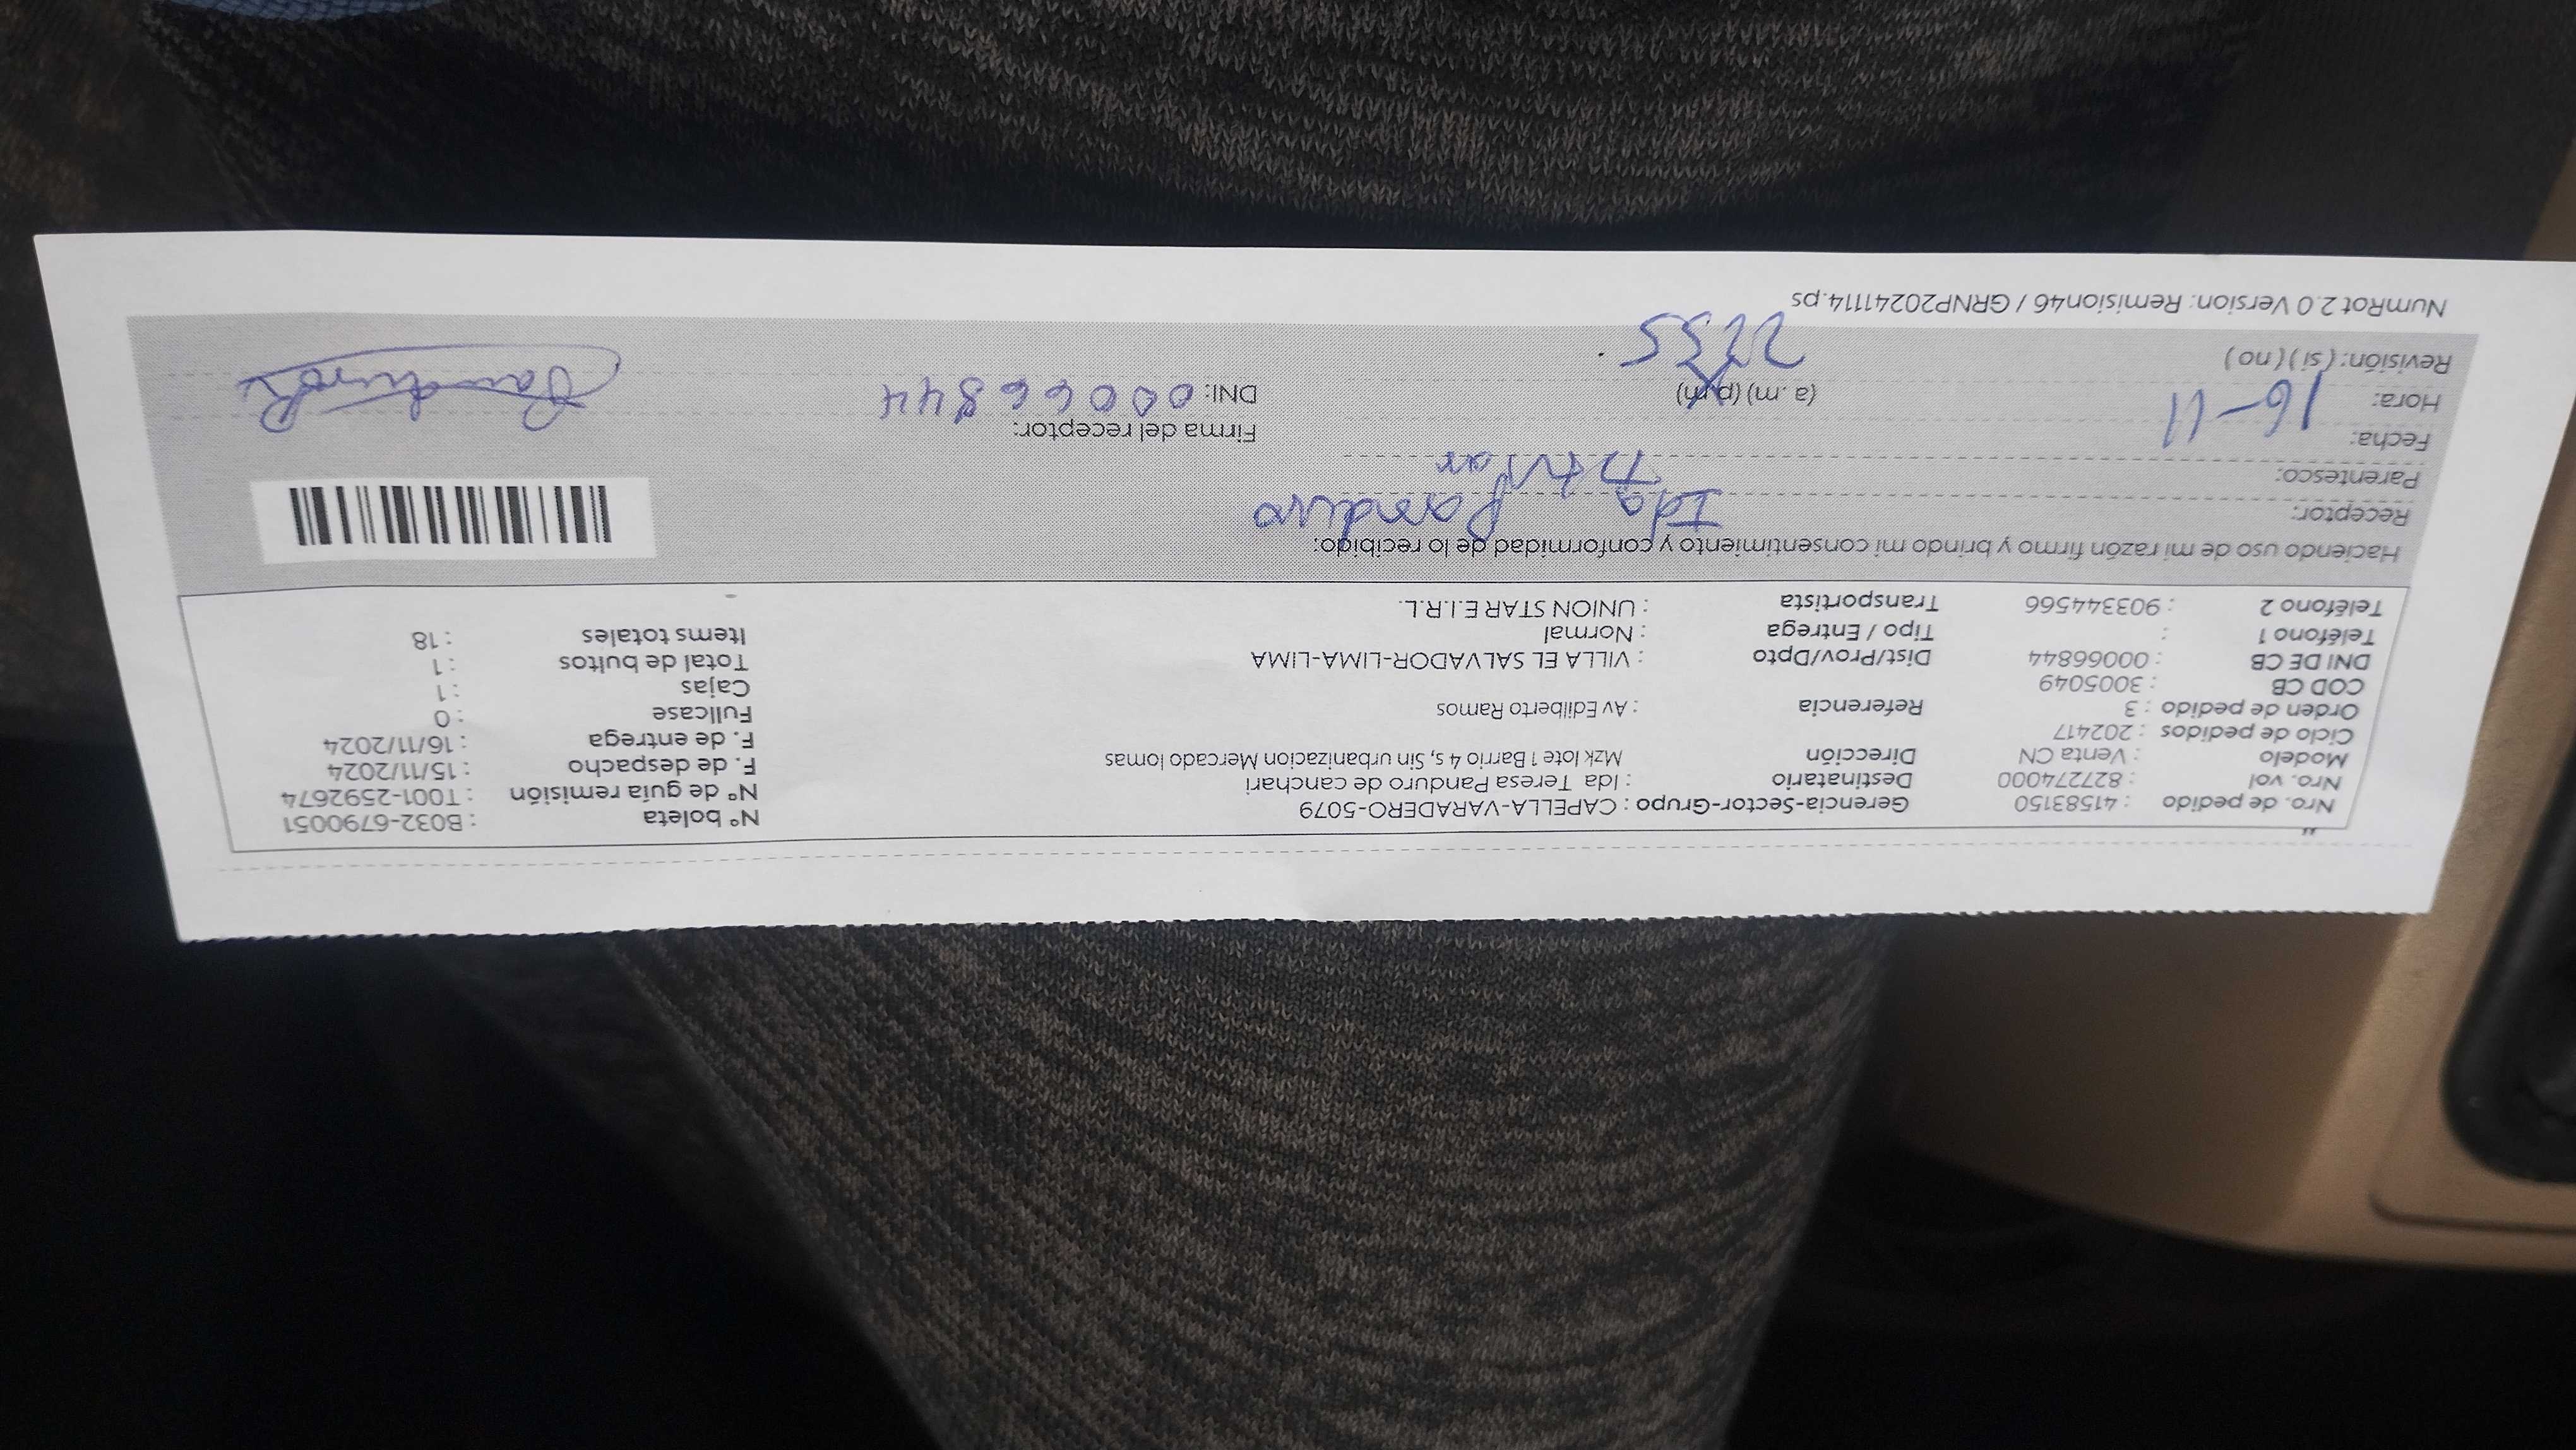 "
Nro. de pedido : 41583150 Gerencia-Sector-Grupo : CAPELLA-VARADERO-5079 N° boleta : B032-6790051
Nro. vol : 827274000 Destinatario : Ida Teresa Panduro de canchari N° de guía remisión : T001-2592674
Modelo : Venta CN Dirección Mzk lote 1 Barrio 4 s, Sin urbanizacion Mercado lomas F. de despacho : 15/11/2024
Ciclo de pedidos : 202417 F. de entrega : 16/11/2024
Orden de pedido : 3 Referencia : Av Edilberto Ramos Fullcase : 0
COD CB : 3005049 Cajas : 1
DNI DE CB : 00066844 Dist/Prov/Dpto : VILLA EL SALVADOR-LIMA-LIMA Total de bultos : 1
Teléfono 1 : Tipo / Entrega : Normal Items totales : 18
Teléfono 2 : 903344566 Transportista : UNION STAR E.I.R.L.
Haciendo uso de mi razón firmo y brindo mi consentimiento y conformidad de lo recibido:
Receptor: Ida Panduro
Parentesco: Titular
Fecha: 16-11 Firma del receptor:
Hora: (a.m) (p.m) DNI: 00066844
Revisión: (si) (no)
NumRot 2.0 Version: Remision46 / GRNP20241114.ps